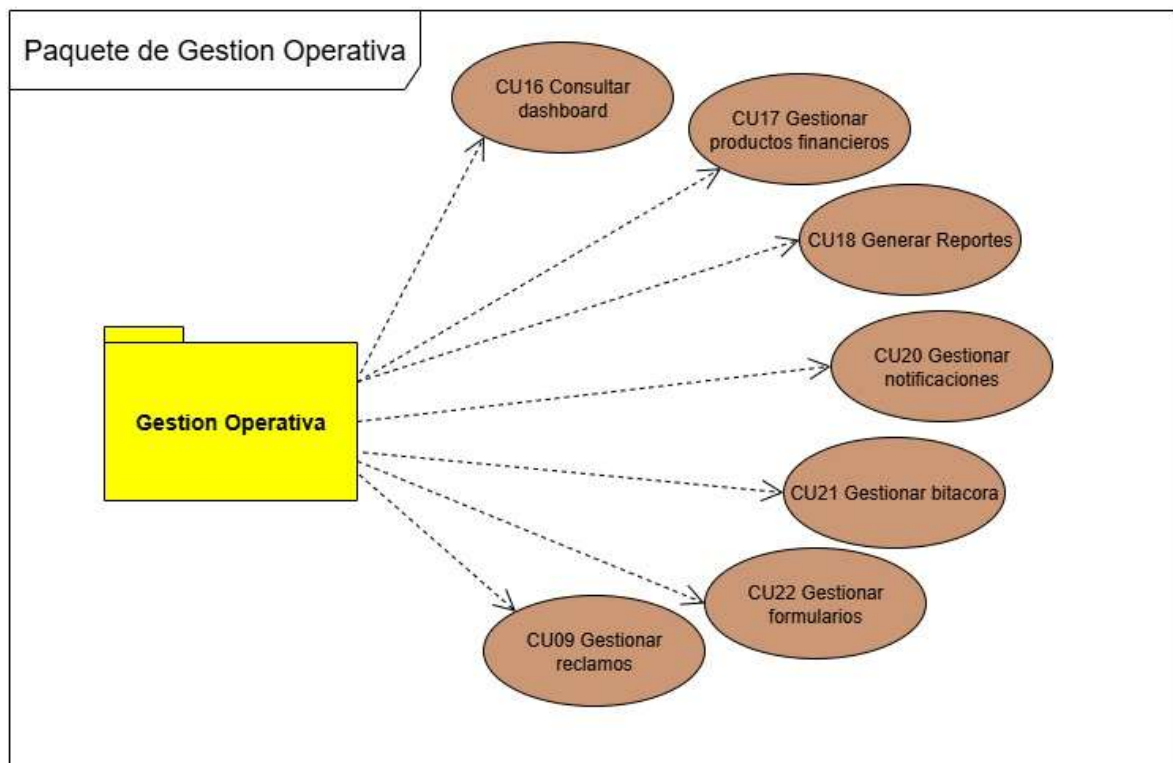 Paquete de Gestion Operativa
CU16 Consultar
dashboard
CU17 Gestionar
productos financieros
CU18 Generar Reportes
CU20 Gestionar
notificaciones
Gestion Operativa
CU21 Gestionar bitacora
CU22 Gestionar
formularios
CU09 Gestionar
reclamos